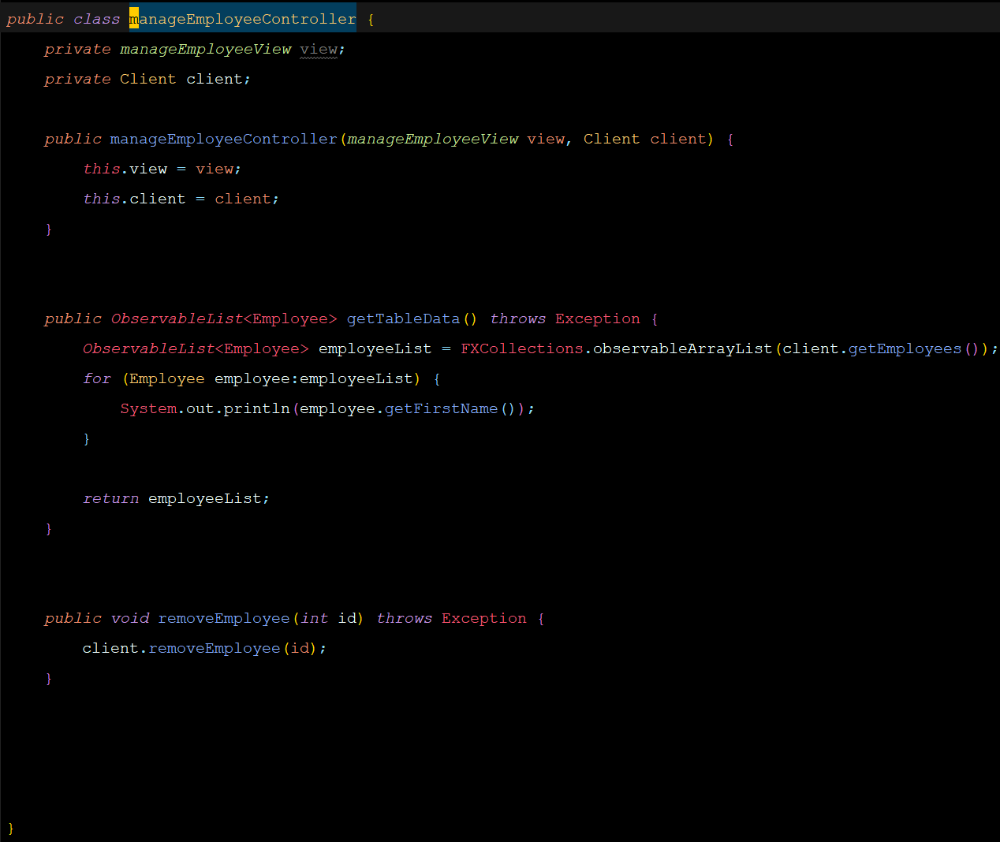 public class manageEmployeeController {
    private manageEmployeeView view;
    private Client client;
    public manageEmployeeController(manageEmployeeView view, Client client) {
        this.view = view;
        this.client = client;
    }
    public ObservableList<Employee> getTableData() throws Exception {
        ObservableList<Employee> employeeList = FXCollections.observableArrayList(client.getEmployees());
        for (Employee employee:employeeList) {
            System.out.println(employee.getFirstName());
        }
        return employeeList;
    }
    public void removeEmployee(int id) throws Exception {
        client.removeEmployee(id);
    }
}